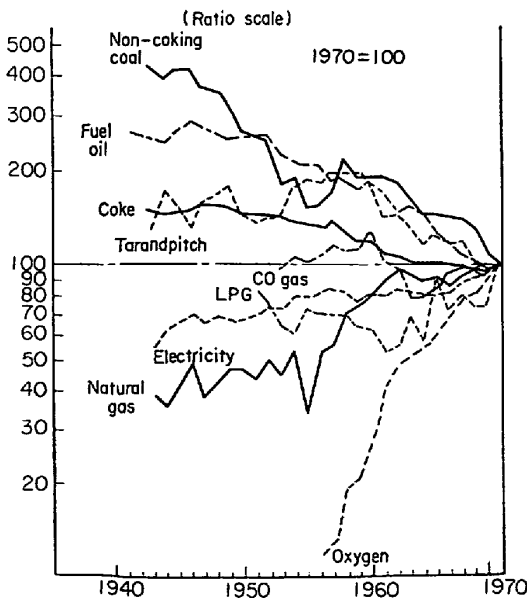 (Ratio scale)
500
400
300
200
100
90
80
70
60
50
40
30
20
Non-coking
coal
1970=100
Fuel
oil
Coke
Tarandpitch
CO gas
LPG
Electricity
Natural
gas
Oxygen
1940
1950
1960
1970